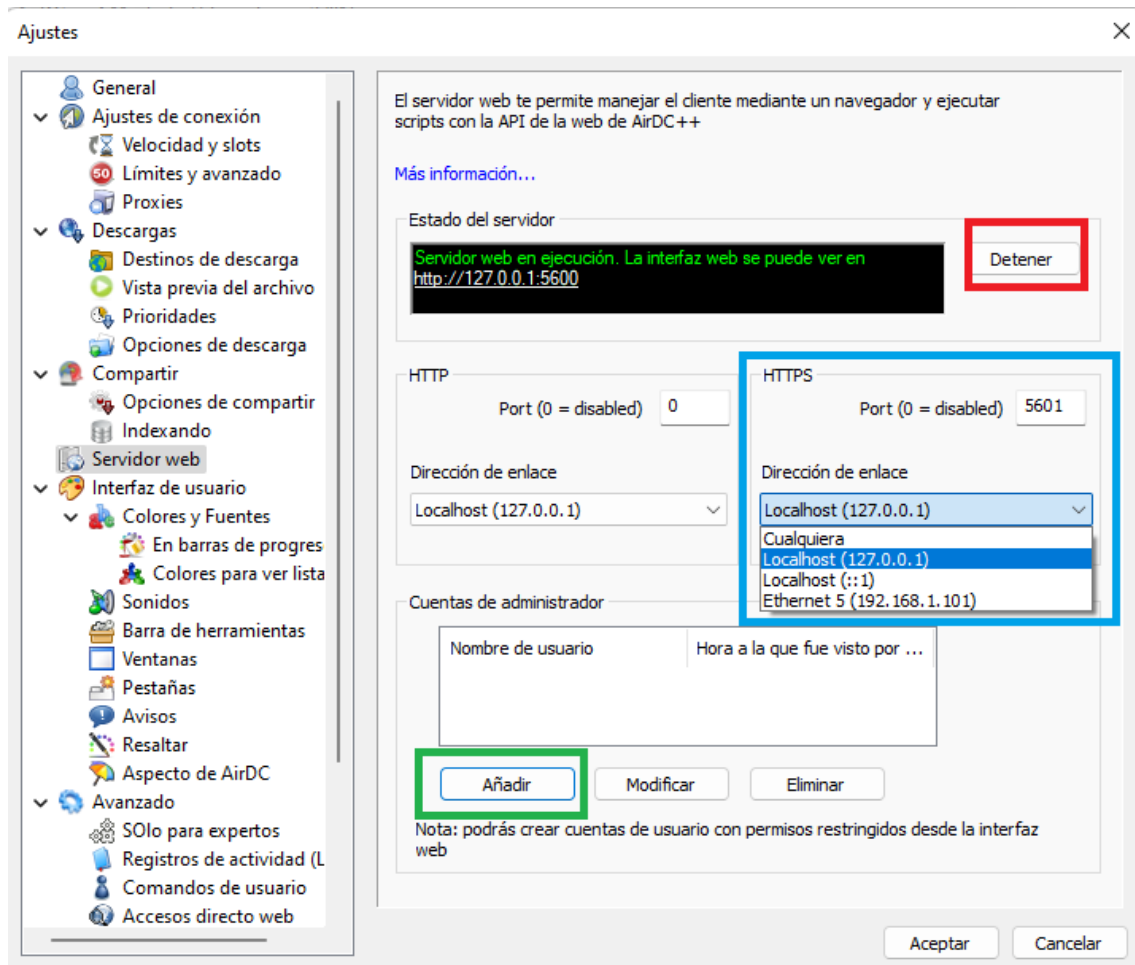 Ajustes
General
Ajustes de conexión
Velocidad y slots
50
Límites y avanzado
Proxies
Descargas
Destinos de descarga
Vista previa del archivo
Prioridades
Opciones de descarga
Compartir
Opciones de compartir
Indexando
Servidor web
Interfaz de usuario
Colores y Fuentes
En barras de progres
Colores para ver lista
Sonidos
Barra de herramientas
Ventanas
Pestañas
Avisos
Resaltar
Aspecto de AirDC
Avanzado
SOlo para expertos
Registros de actividad (L
Comandos de usuario
Accesos directo web
El servidor web te permite manejar el cliente mediante un navegador y ejecutar
scripts con la API de la web de AirDC++
Más información...
Estado del servidor
Servidor web en ejecución. La interfaz web se puede ver en
http://127.0.0.1:5600
Detener
HTTP
Port (0 = disabled) 0
Dirección de enlace
Localhost (127.0.0.1)
HTTPS
Port (0 = disabled) 5601
Dirección de enlace
Localhost (127.0.0.1)
Cualquiera
Localhost (127.0.0.1)
Localhost (::1)
Ethernet 5 (192.168.1.101)
Cuentas de administrador
Nombre de usuario Hora a la que fue visto por ...
Añadir Modificar Eliminar
Nota: podrás crear cuentas de usuario con permisos restringidos desde la interfaz
web
Aceptar Cancelar